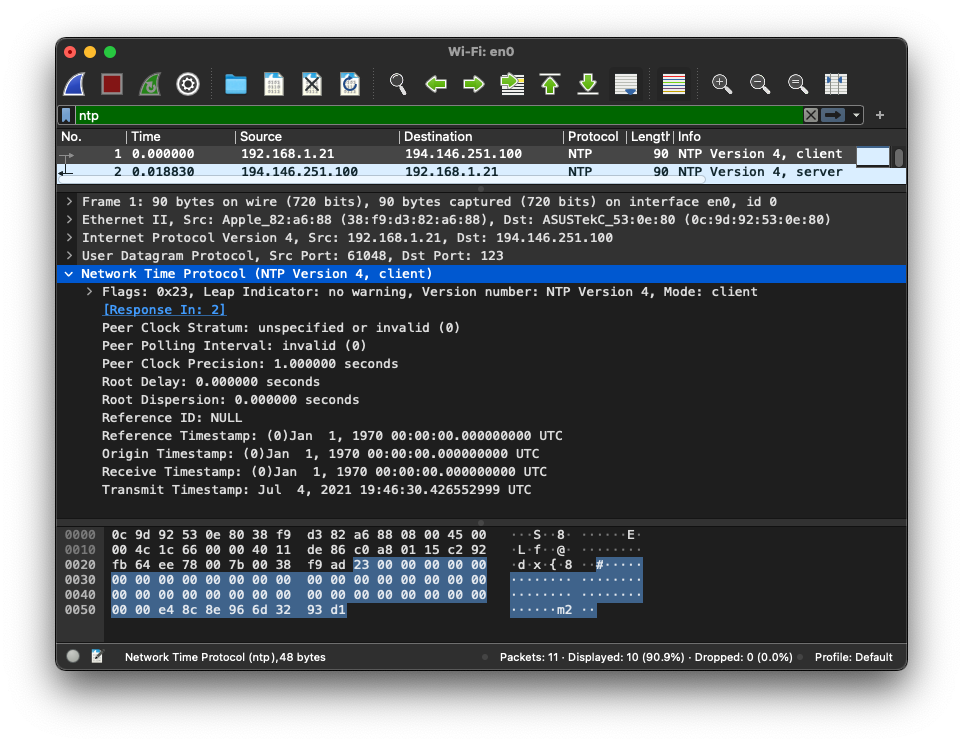 Wi-Fi: en0
ntp
No. Time Source Destination Protocol Length Info
1 0.000000 192.168.1.21 194.146.251.100 NTP 90 NTP Version 4, client
2 0.018830 194.146.251.100 192.168.1.21 NTP 90 NTP Version 4, server
Frame 1: 90 bytes on wire (720 bits), 90 bytes captured (720 bits) on interface en0, id 0
Ethernet II, Src: Apple_82:a6:88 (38:f9:d3:82:a6:88), Dst: ASUSTekC_53:0e:80 (0c:9d:92:53:0e:80)
Internet Protocol Version 4, Src: 192.168.1.21, Dst: 194.146.251.100
User Datagram Protocol, Src Port: 61048, Dst Port: 123
Network Time Protocol (NTP Version 4, client)
Flags: 0x23, Leap Indicator: no warning, Version number: NTP Version 4, Mode: client
[Response In: 2]
Peer Clock Stratum: unspecified or invalid (0)
Peer Polling Interval: invalid (0)
Peer Clock Precision: 1.000000 seconds
Root Delay: 0.000000 seconds
Root Dispersion: 0.000000 seconds
Reference ID: NULL
Reference Timestamp: (0)Jan  1, 1970 00:00:00.000000000 UTC
Origin Timestamp: (0)Jan  1, 1970 00:00:00.000000000 UTC
Receive Timestamp: (0)Jan  1, 1970 00:00:00.000000000 UTC
Transmit Timestamp: Jul  4, 2021 19:46:30.426552999 UTC
0000 0c 9d 92 53 0e 80 38 f9 d3 82 a6 88 08 00 45 00 ···S··8· ······E·
0010 00 4c 1c 66 00 00 40 11 de 86 c0 a8 01 15 c2 92 ·L·f··@· ········
0020 fb 64 ee 78 00 7b 00 38 f9 ad 23 00 00 00 00 00 ·d·x·{·8 ··#·····
0030 00 00 00 00 00 00 00 00 00 00 00 00 00 00 00 00 ········ ········
0040 00 00 00 00 00 00 00 00 00 00 00 00 00 00 00 00 ········ ········
0050 00 00 e4 8c 8e 96 6d 32 93 d1 ······m2 ··
Network Time Protocol (ntp), 48 bytes Packets: 11 · Displayed: 10 (90.9%) · Dropped: 0 (0.0%) Profile: Default